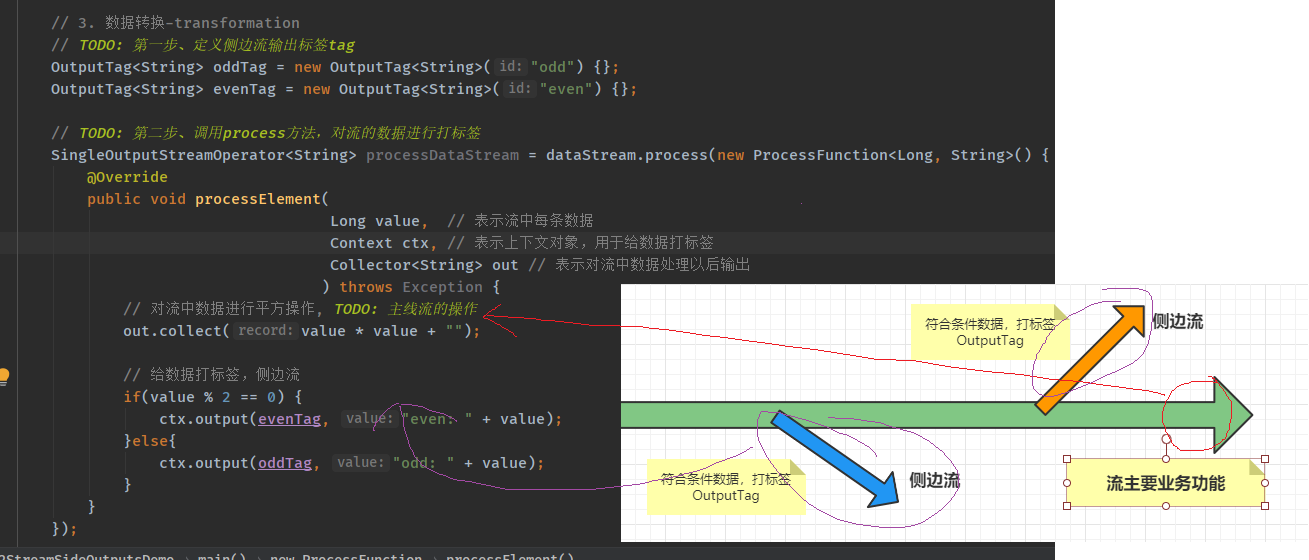 // 3. 数据转换-transformation
// TODO: 第一步、定义侧边流输出标签tag
OutputTag<String> oddTag = new OutputTag<String>( id: "odd") {};
OutputTag<String> evenTag = new OutputTag<String>( id: "even") {};
// TODO: 第二步、调用process方法，对流的数据进行打标签
SingleOutputStreamOperator<String> processDataStream = dataStream.process(new ProcessFunction<Long, String>() {
@Override
public void processElement(
Long value, // 表示流中每条数据
Context ctx, // 表示上下文对象，用于给数据打标签
Collector<String> out // 表示对流中数据处理以后输出
) throws Exception {
// 对流中数据进行平方操作, TODO: 主线流的操作
out.collect( record: value * value + "");
// 给数据打标签，侧边流
if(value % 2 == 0) {
ctx.output(evenTag, value: "even: " + value);
}else{
ctx.output(oddTag, value: "odd: " + value);
}
}
});
符合条件数据，打标签
OutputTag
侧边流
符合条件数据，打标签
OutputTag
侧边流
流主要业务功能
StreamSideOutputsDemo › main() › new ProcessFunction › processElement()